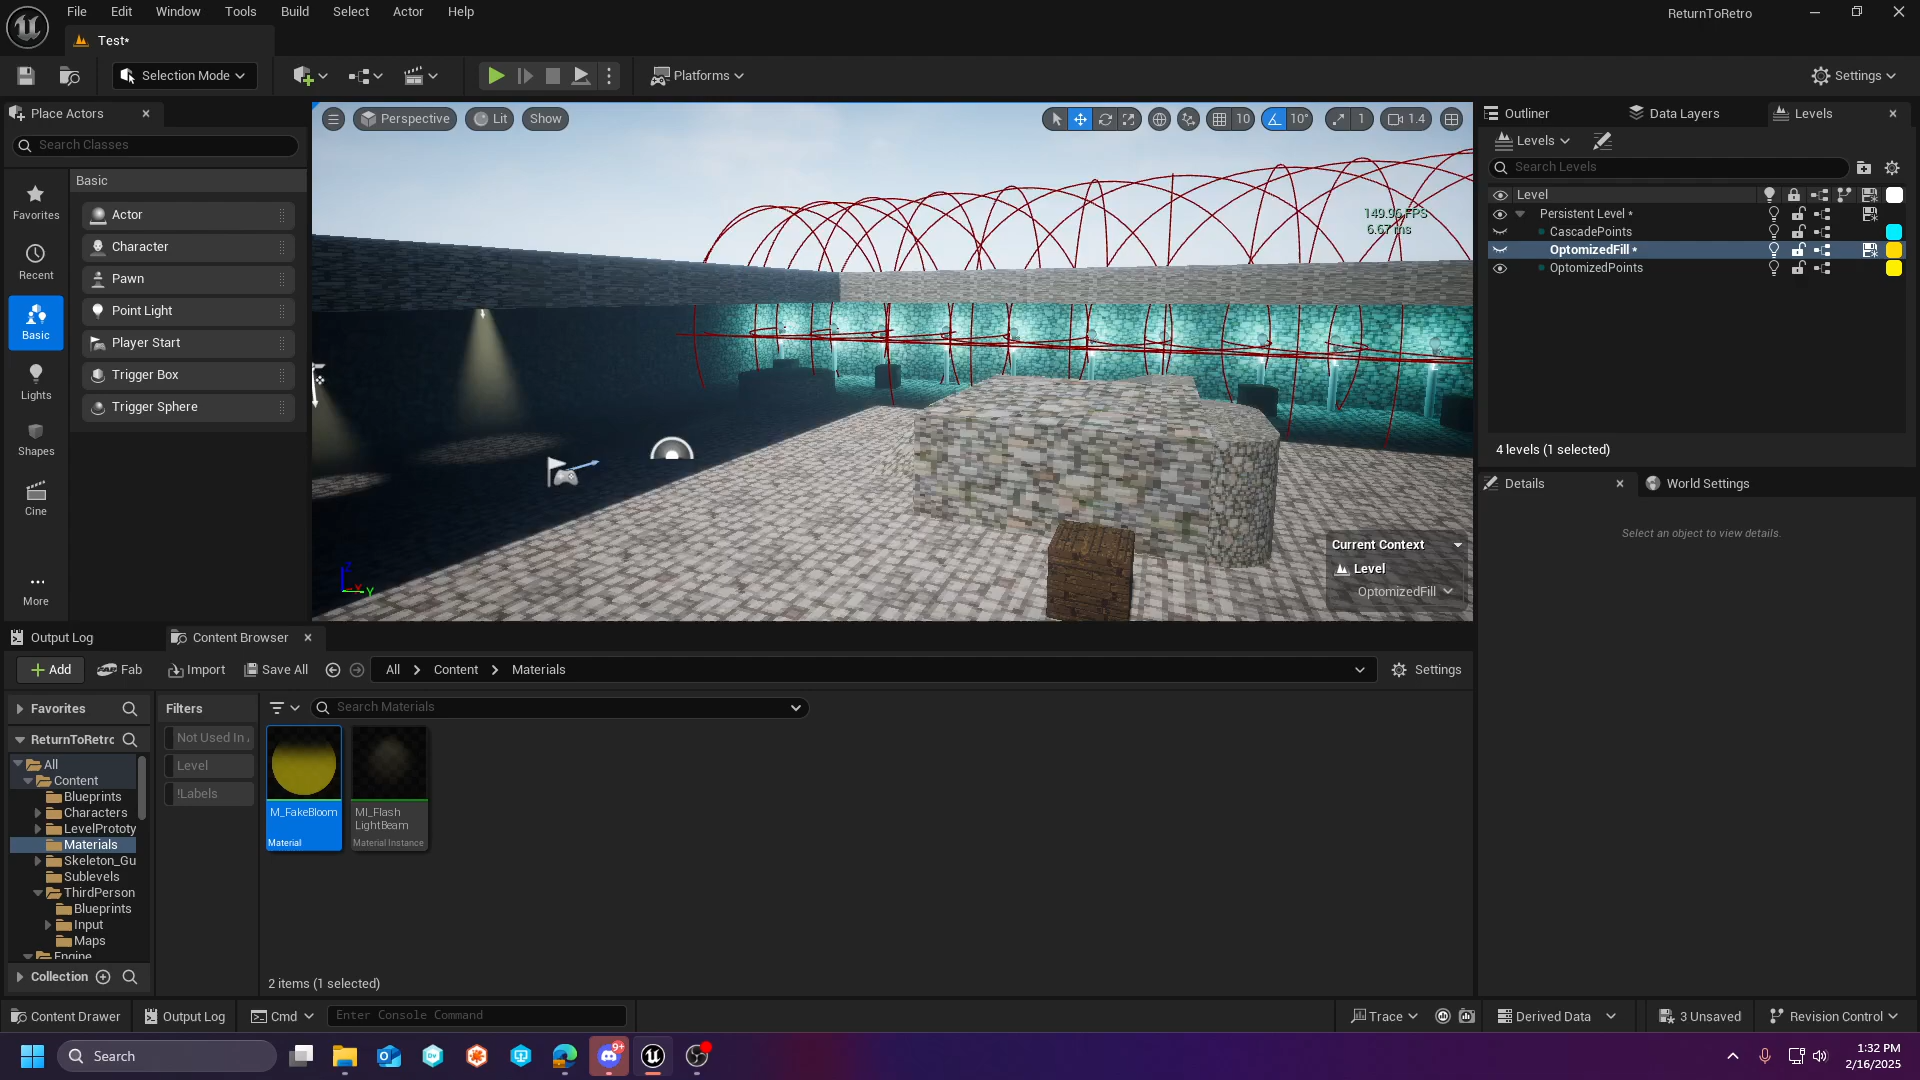 File Edit Window Tools Build Select Actor Help
ReturnToRetro
Test*
Selection Mode
Platforms
Settings
Place Actors
Search Classes
Favorites
Recent
Basic
Lights
Shapes
Cine
More
Basic
Actor
Character
Pawn
Point Light
Player Start
Trigger Box
Trigger Sphere
Perspective Lit Show
10 10° 1 1.4
149.96 FPS
6.67 ms
Z
X
Y
Current Context
Level
OptomizedFill
Outliner Data Layers Levels
Levels
Search Levels
Level
Persistent Level *
CascadePoints
OptomizedFill *
OptomizedPoints
4 levels (1 selected)
Details World Settings
Select an object to view details.
Output Log Content Browser
Add Fab Import Save All All Content Materials Settings
Favorites
ReturnToRetro
All
Content
Blueprints
Characters
LevelPrototy
Materials
Skeleton_Gu
Sublevels
ThirdPerson
Blueprints
Input
Maps
Engine
Collection
Filters
Not Used In
Level
!Labels
Search Materials
M_FakeBloom
Material
MI_Flash
LightBeam
Material Instance
2 items (1 selected)
Content Drawer Output Log Cmd Enter Console Command Trace Derived Data 3 Unsaved Revision Control
Search
9+
1:32 PM
2/16/2025